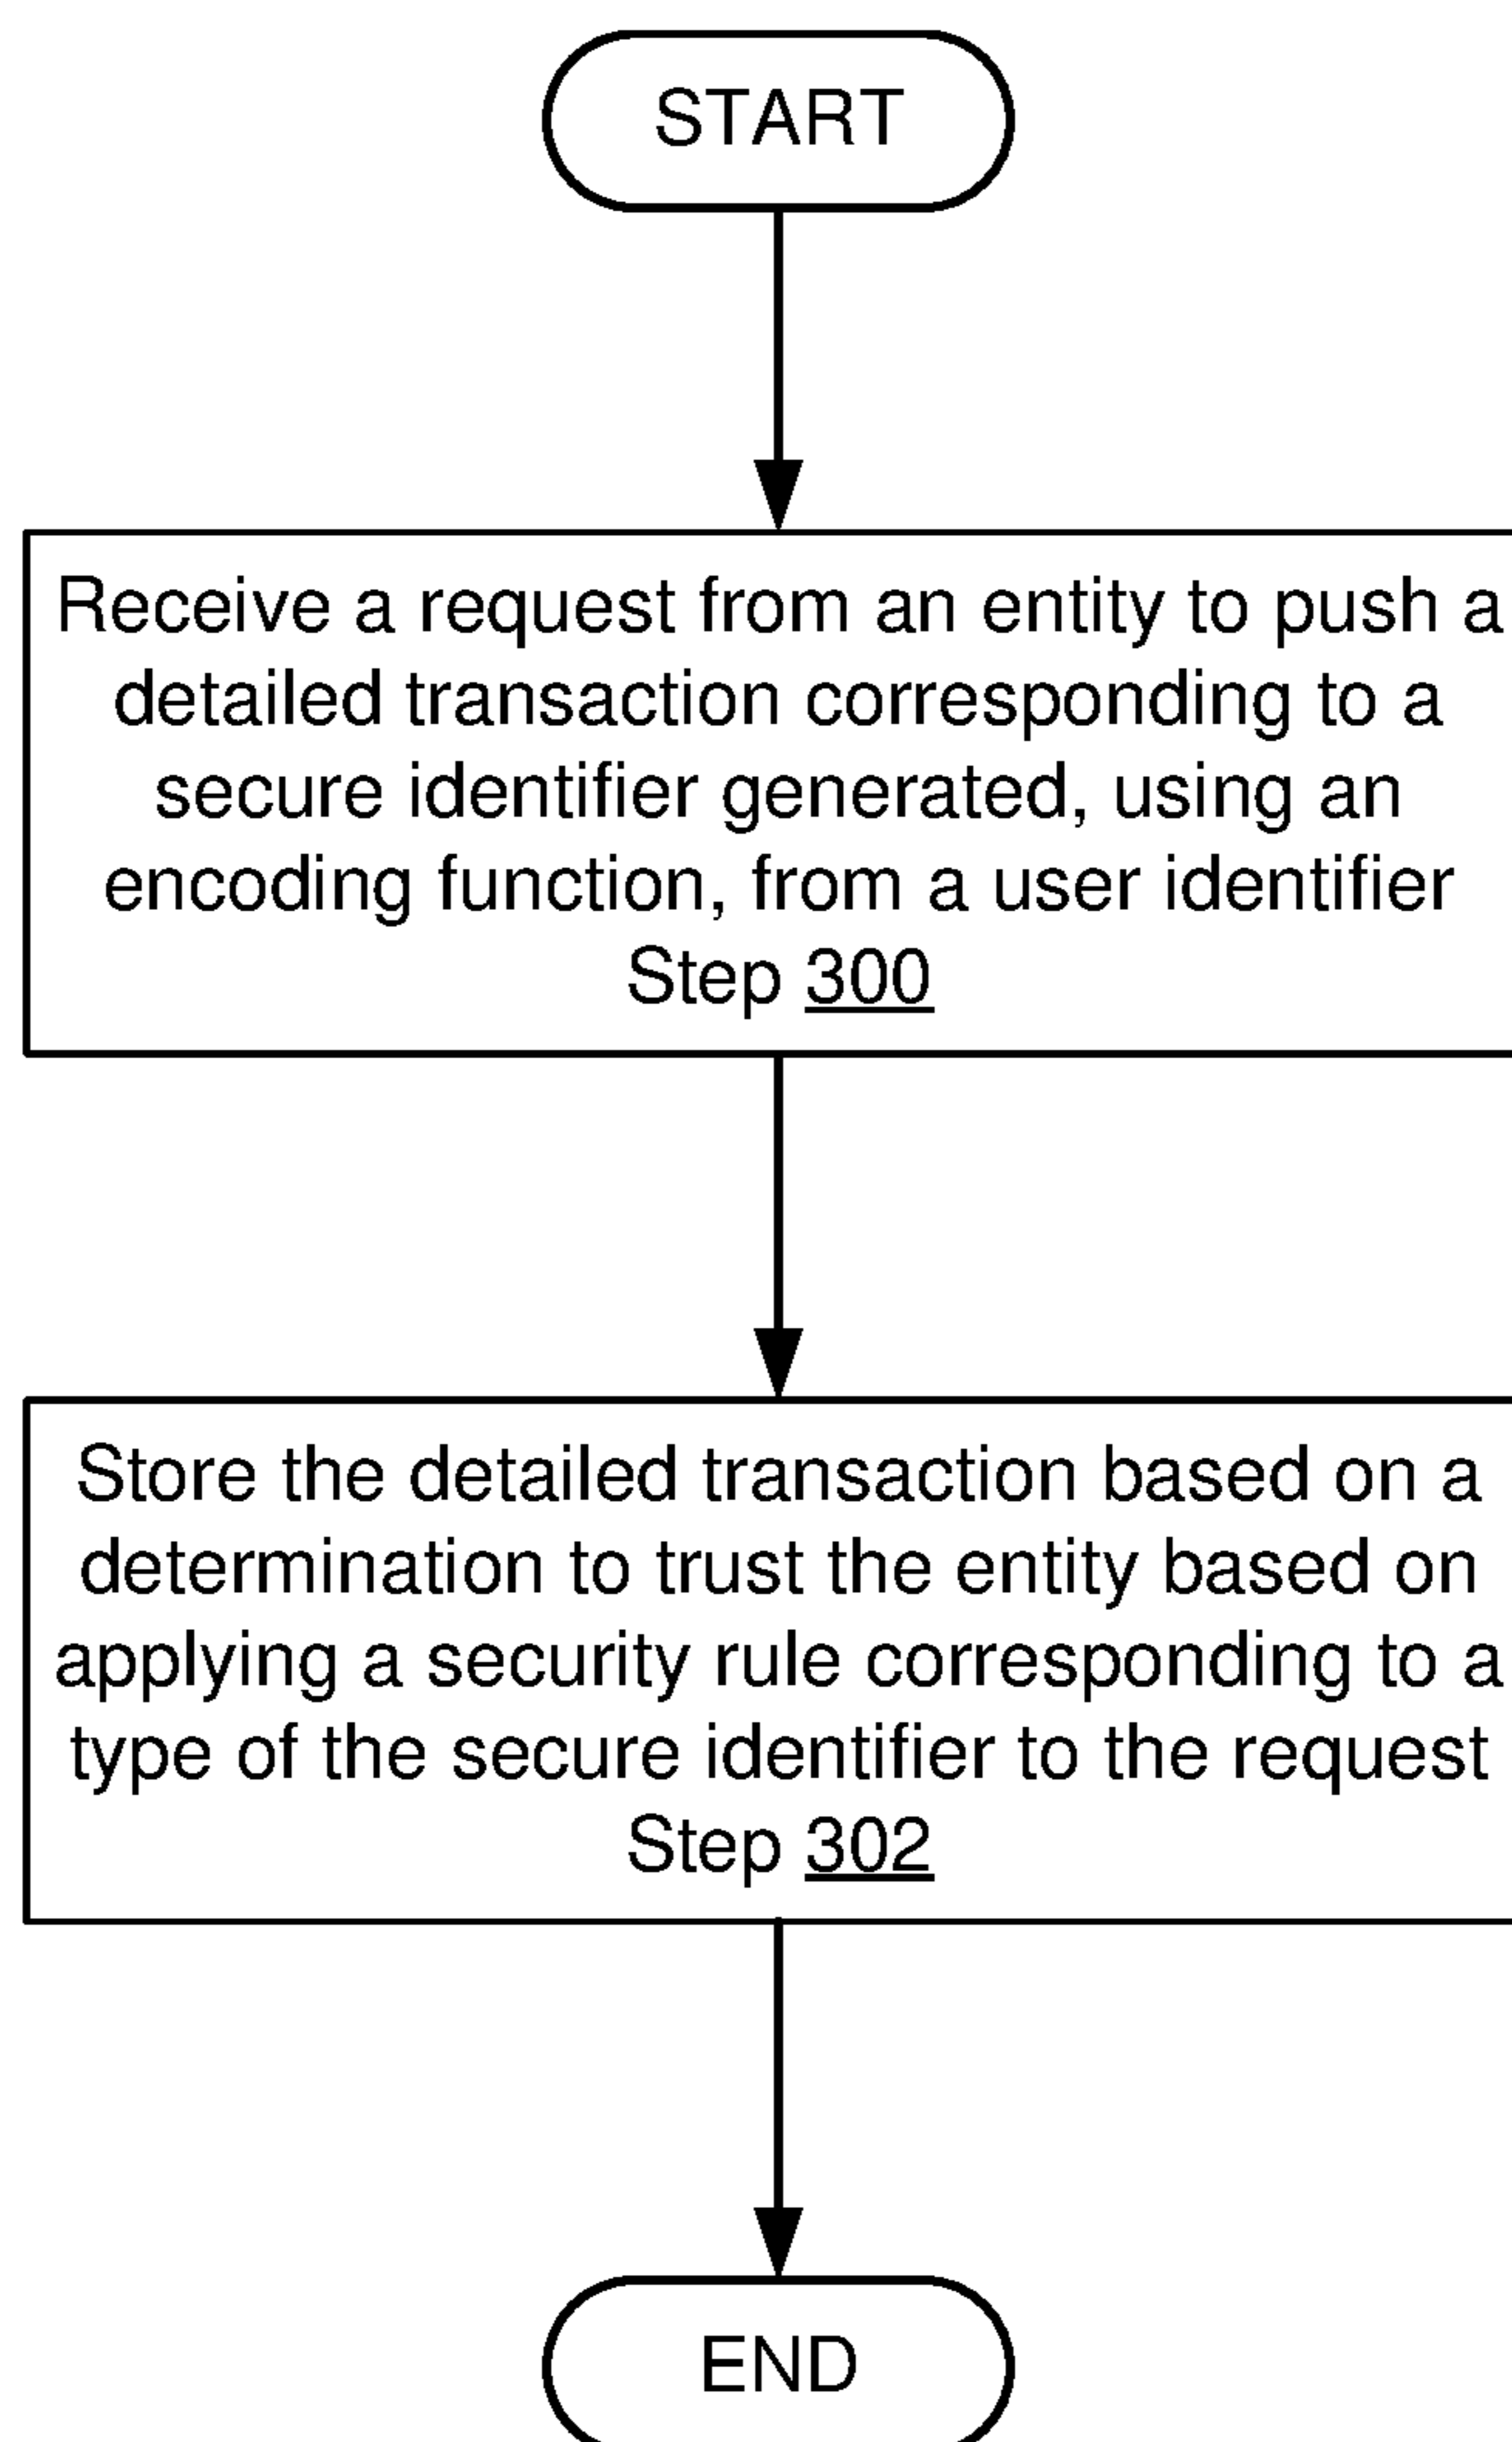 START
Receive a request from an entity to push a
detailed transaction corresponding to a
secure identifier generated, using an
encoding function, from a user identifier
Step 300
Store the detailed transaction based on a
determination to trust the entity based on
applying a security rule corresponding to a
type of the secure identifier to the request
Step 302
END